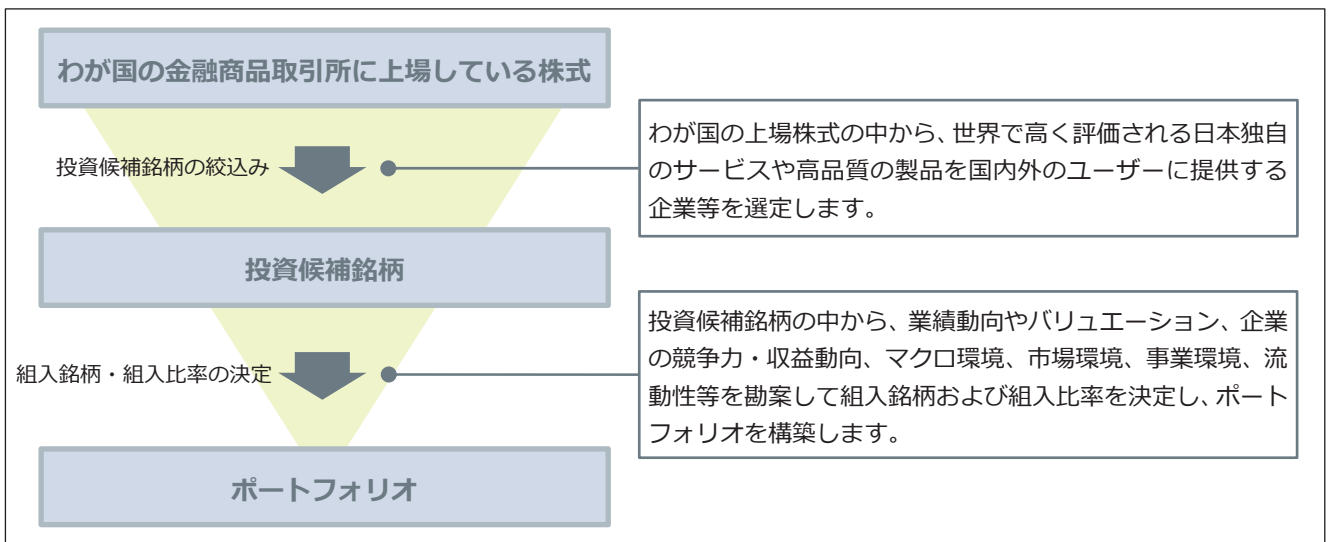 わが国の金融商品取引所に上場している株式
投資候補銘柄の絞込み
わが国の上場株式の中から、世界で高く評価される日本独自
のサービスや高品質の製品を国内外のユーザーに提供する
企業等を選定します。
投資候補銘柄
組入銘柄・組入比率の決定
投資候補銘柄の中から、業績動向やバリュエーション、企業
の競争力・収益動向、マクロ環境、市場環境、事業環境、流
動性等を勘案して組入銘柄および組入比率を決定し、ポート
フォリオを構築します。
ポートフォリオ